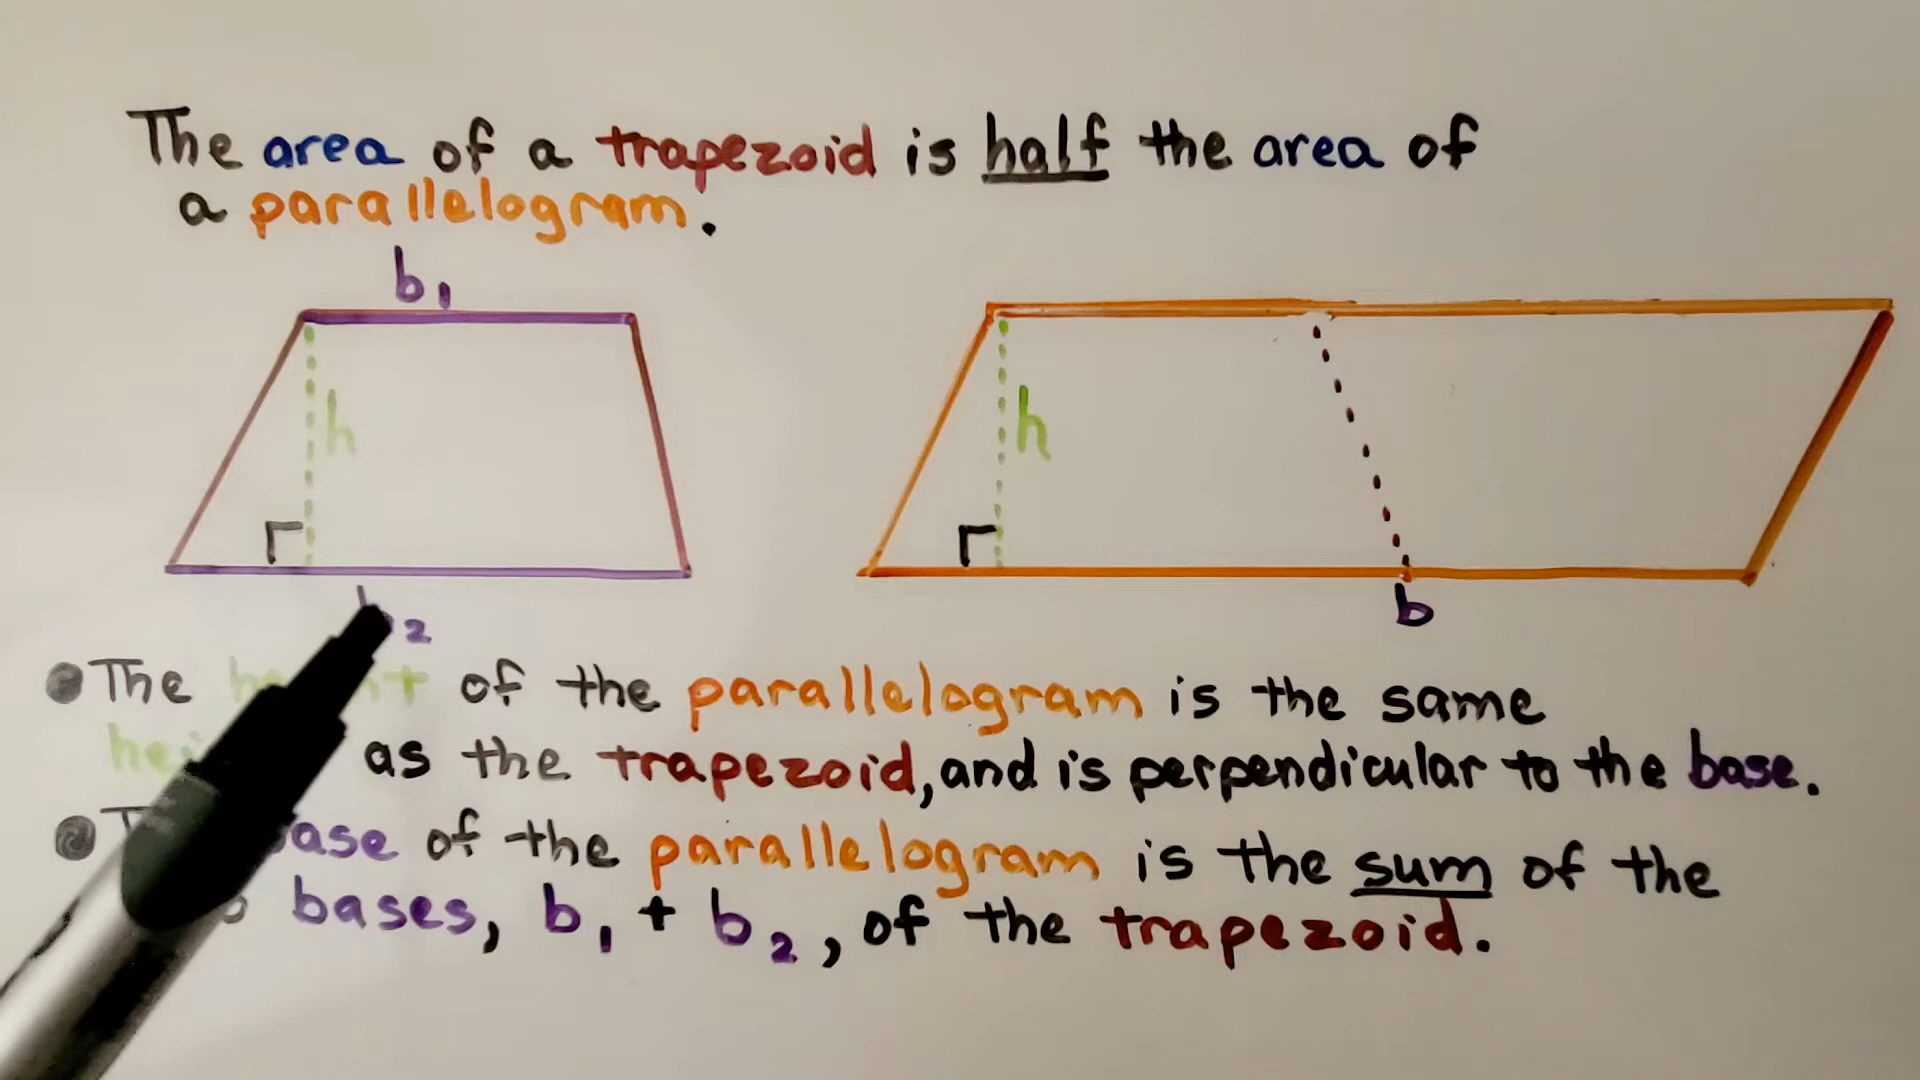 The area of a trapezoid is half the area of
a parallelogram.
b1
h
h
2
b
The of the parallelogram is the same
as the trapezoid, and is perpendicular to the base.
of the parallelogram is the sum of the
bases, b1 + b2, of the trapezoid.